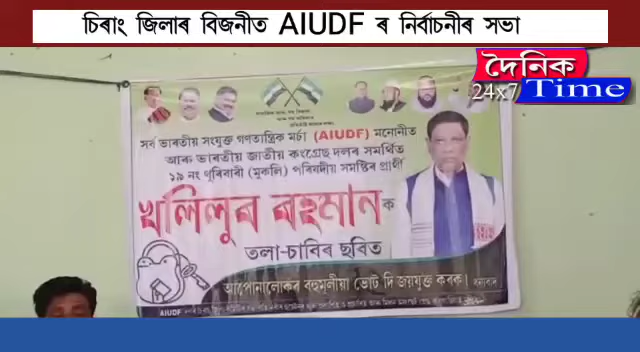 চিৰাং জিলাৰ বিজনীত AIUDF ৰ নিৰ্বাচনীৰ সভা
দৈনিক
24x7 Time
সৰ্ব ভাৰতীয় সংযুক্ত গণতান্ত্ৰিক মৰ্চা (AIUDF) মনোনীত
আৰু ভাৰতীয় জাতীয় কংগ্ৰেছ দলৰ সমৰ্থিত
১৯ নং থুৰিবাৰী (মুকলি) পৰিষদীয় সমষ্টিৰ প্ৰাৰ্থী
খলিলুৰ ৰহমানক
তলা-চাবিৰ ছবিত
আপোনালোকৰ বহুমূলীয়া ভোট দি জয়যুক্ত কৰক।
AIUDF